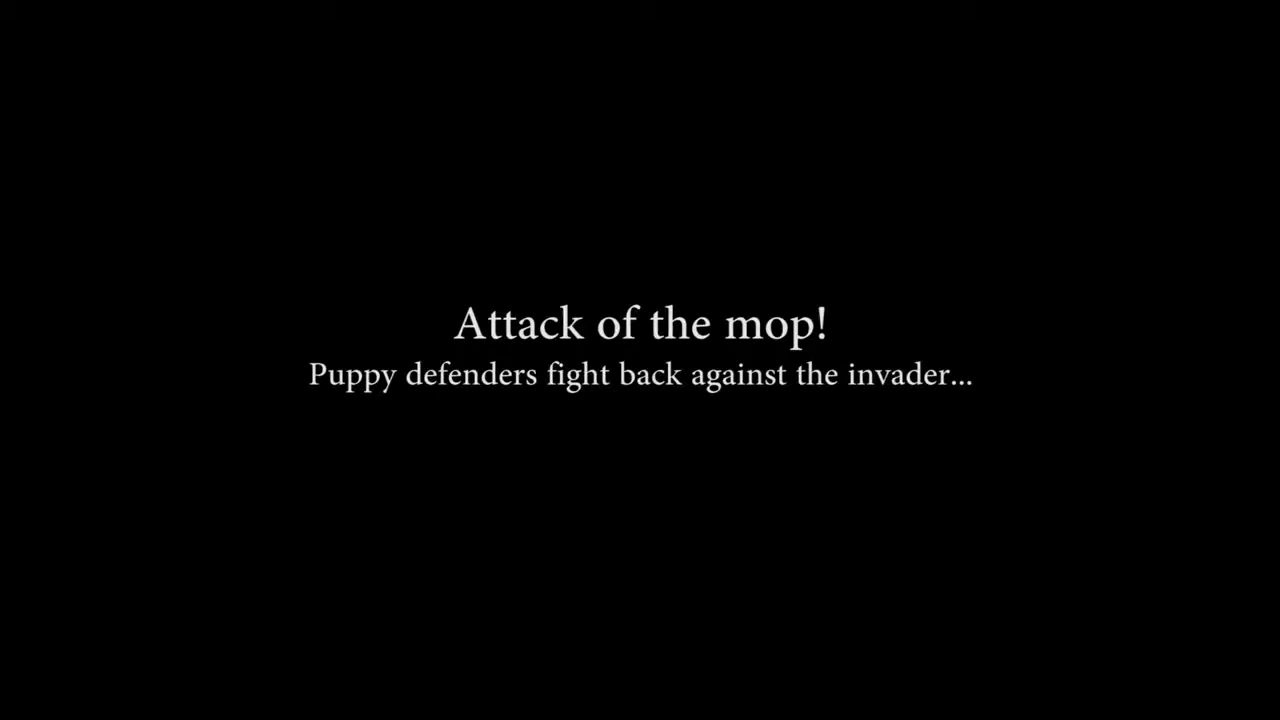 Attack of the mop!
Puppy defenders fight back against the invader...